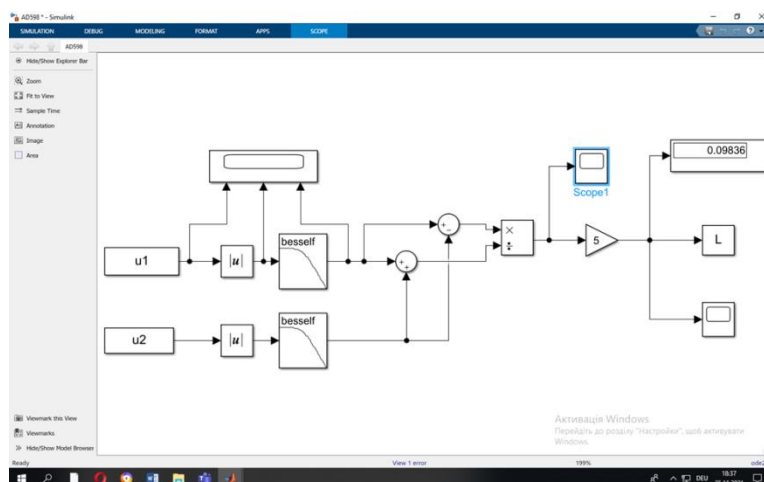 AD598 * - Simulink
SIMULATION DEBUG MODELING FORMAT APPS SCOPE
AD598
Hide/Show Explorer Bar
Zoom
Fit to View
Sample Time
Annotation
Image
Area
0.09836
Scope1
besself
u1
|u|
×
÷
5
L
besself
u2
|u|
Активація Windows
Перейдіть до розділу "Настройки", щоб активувати
Windows.
Viewmark this View
Viewmarks
Hide/Show Model Browser
Ready View 1 error 199%
DEU 18:37